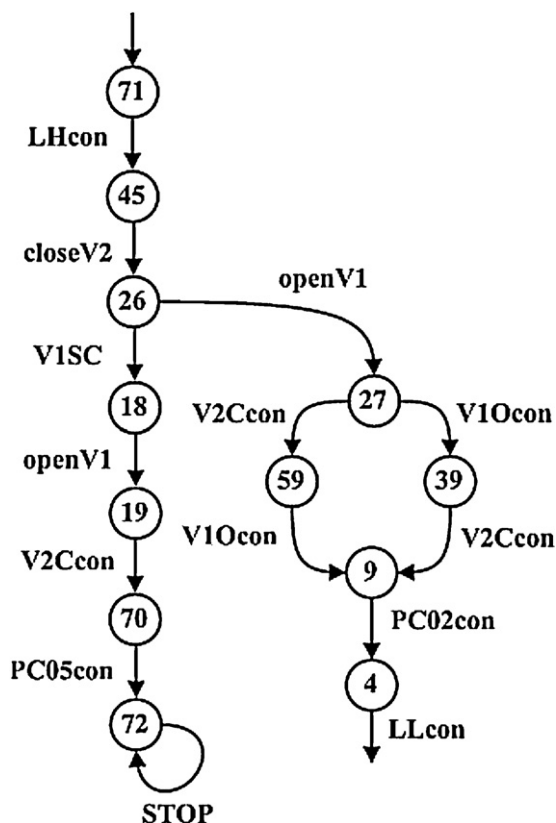 71
LHcon
45
closeV2
openV1
26
V1SC
18
27
V2Ccon
V1Ocon
openV1
59
39
19
V1Ocon
V2Ccon
V2Ccon
9
70
PC02con
PC05con
4
72
LLcon
STOP